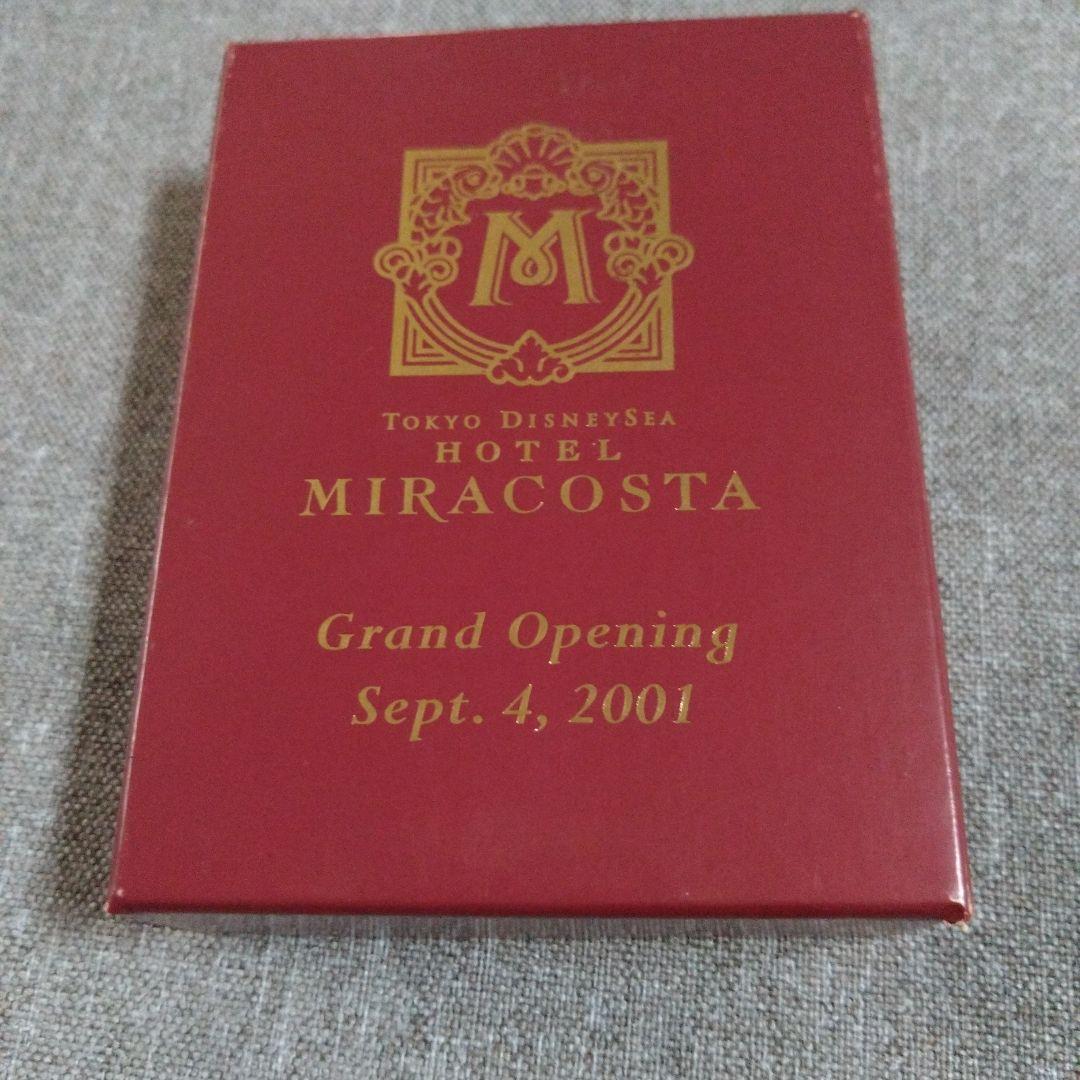 M
TOKYO DISNEYSEA
HOTEL
MIRACOSTA
Grand Opening
Sept. 4, 2001